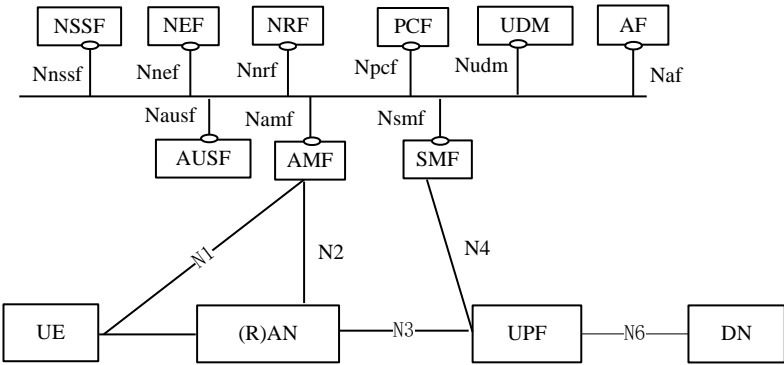 NSSF NEF NRF PCF UDM AF
Nnssf Nnef Nnrf Npcf Nudm Naf
Nausf Namf Nsmf
AUSF AMF SMF
N1 N2 N4
UE (R)AN N3 UPF N6 DN